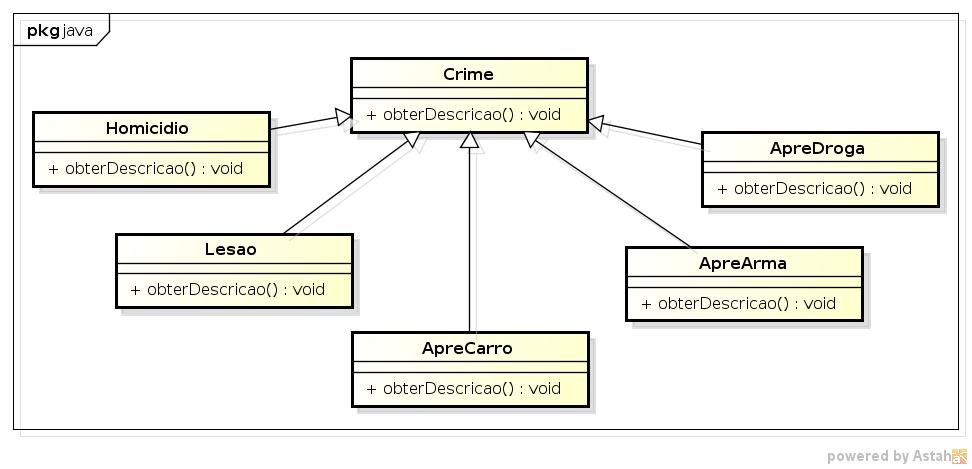 pkg java
Crime
+ obterDescricao() : void
Homicidio
+ obterDescricao() : void
ApreDroga
+ obterDescricao() : void
Lesao
+ obterDescricao() : void
ApreArma
+ obterDescricao() : void
ApreCarro
+ obterDescricao() : void
powered by Astah